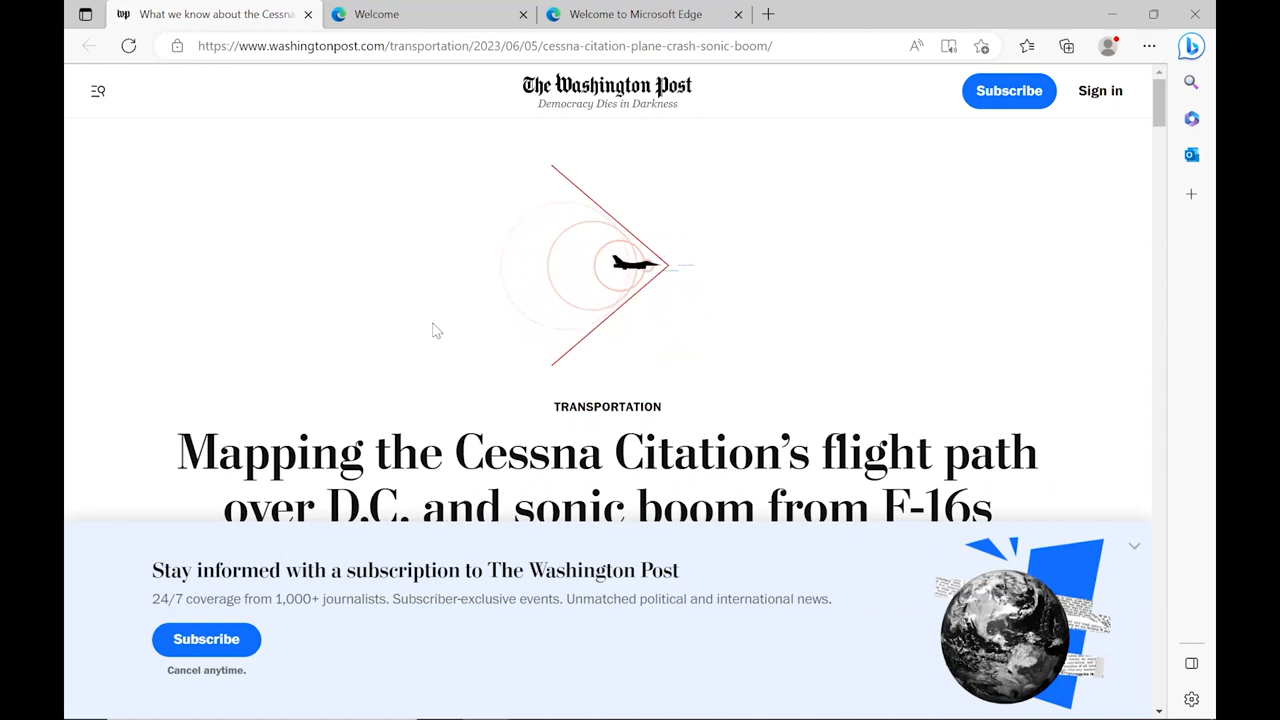 What we know about the Cessna
Welcome
Welcome to Microsoft Edge
https://www.washingtonpost.com/transportation/2023/06/05/cessna-citation-plane-crash-sonic-boom/
The Washington Post
Democracy Dies in Darkness
Subscribe
Sign in
TRANSPORTATION
Mapping the Cessna Citation’s flight path
over D.C. and sonic boom from F-16s
Stay informed with a subscription to The Washington Post
24/7 coverage from 1,000+ journalists. Subscriber-exclusive events. Unmatched political and international news.
Subscribe
Cancel anytime.